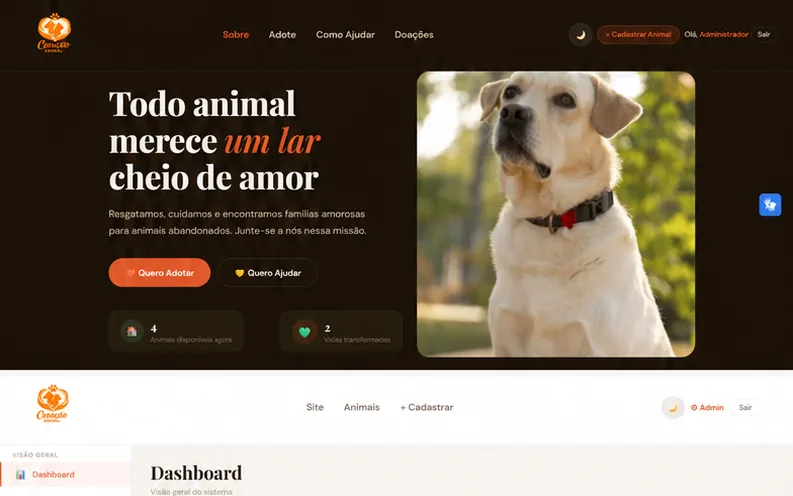 Coração
ANIMAL
Sobre
Adote
Como Ajudar
Doações
+ Cadastrar Animal
Olá, Administrador
Sair
Todo animal
merece um lar
cheio de amor
Resgatamos, cuidamos e encontramos famílias amorosas
para animais abandonados. Junte-se a nós nessa missão.
Quero Adotar
Quero Ajudar
4
Animais disponíveis agora
2
Vidas transformadas
Coração
ANIMAL
Site
Animais
+ Cadastrar
Admin
Sair
VISÃO GERAL
Dashboard
Dashboard
Visão geral do sistema